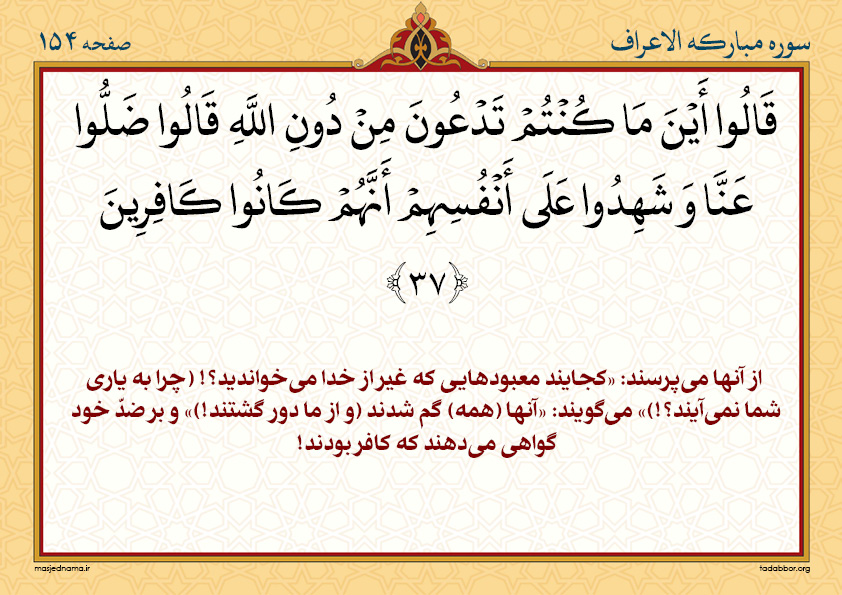 سوره مبارکه الاعراف
صفحه ۱۵۴
قَالُوا أَيْنَ مَا كُنْتُمْ تَدْعُونَ مِنْ دُونِ اللَّهِ قَالُوا ضَلُّوا
عَنَّا وَ شَهِدُوا عَلَى أَنْفُسِهِمْ أَنَّهُمْ كَانُوا كَافِرِينَ
﴿۳۷﴾
از آنها می‌پرسند: «کجایند معبودهایی که غیر از خدا می‌خواندید؟! (چرا به یاری
شما نمی‌آیند؟!)» می‌گویند: «آنها (همه) گم شدند (و از ما دور گشتند!)» و بر ضدّ خود
گواهی می‌دهند که کافر بودند!
masjednama.ir
tadabbor.org